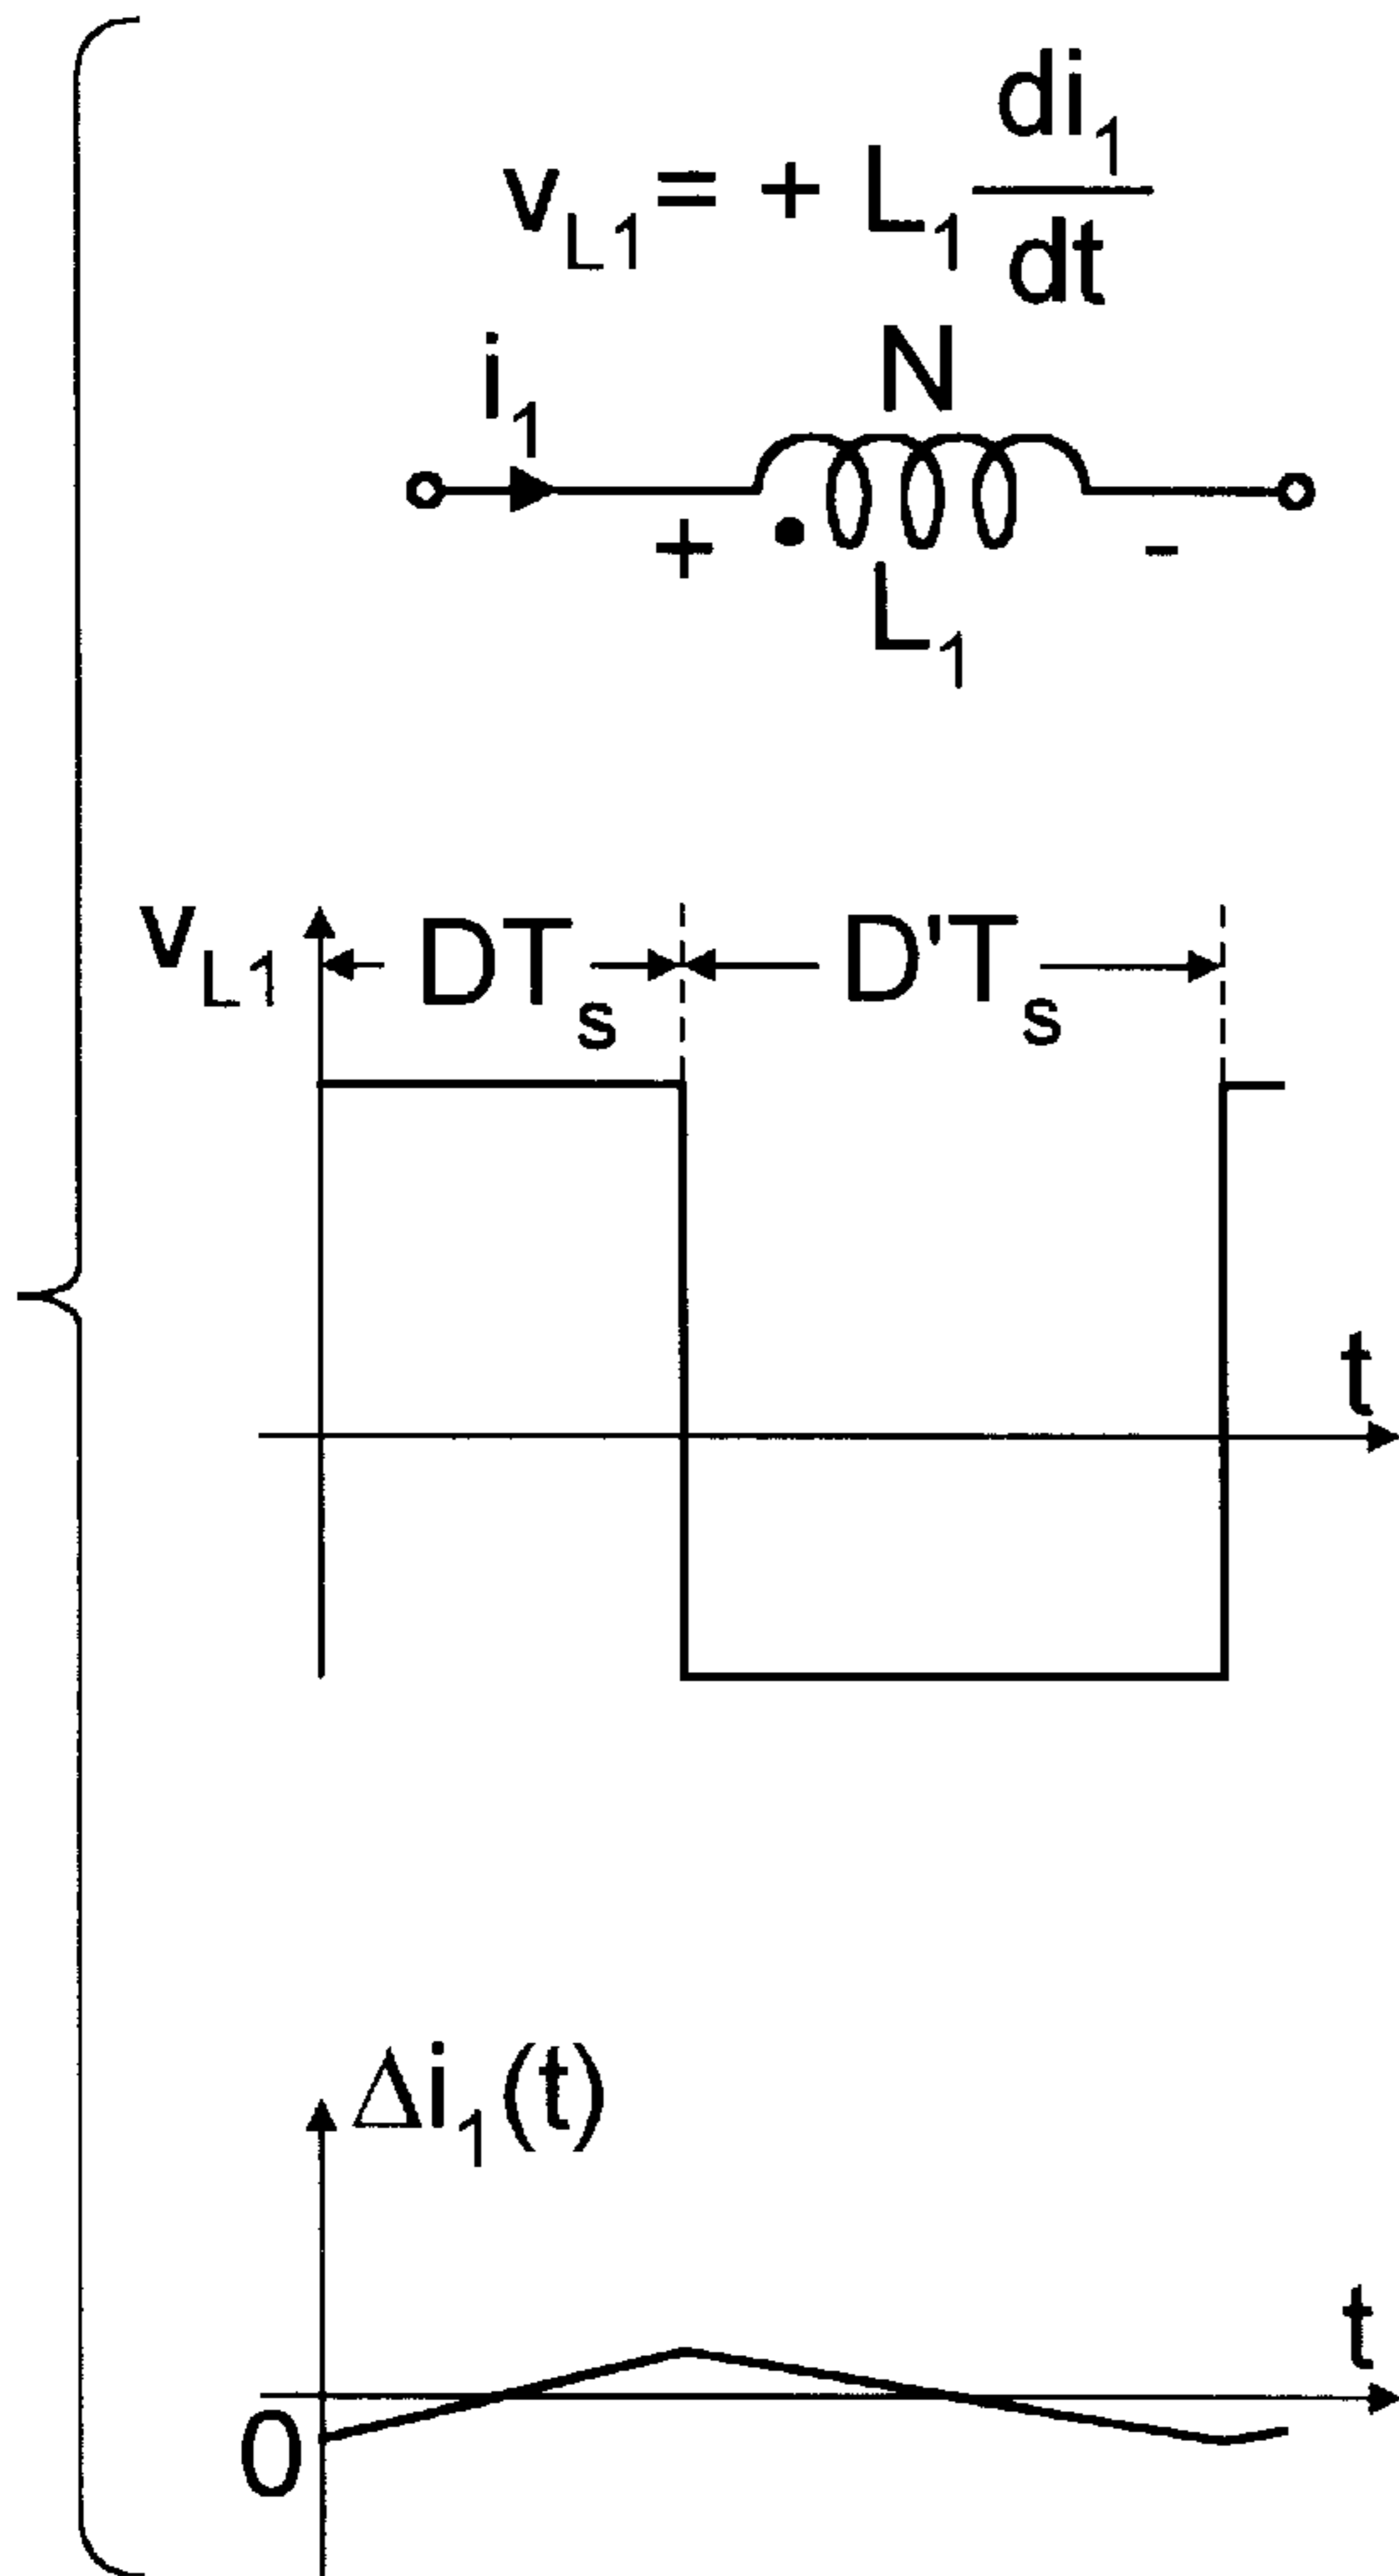 v_L1 = + L_1 di_1/dt
i_1 N
+ -
L_1
v_L1 DT_s D'T_s
t
Δi_1(t)
t
0